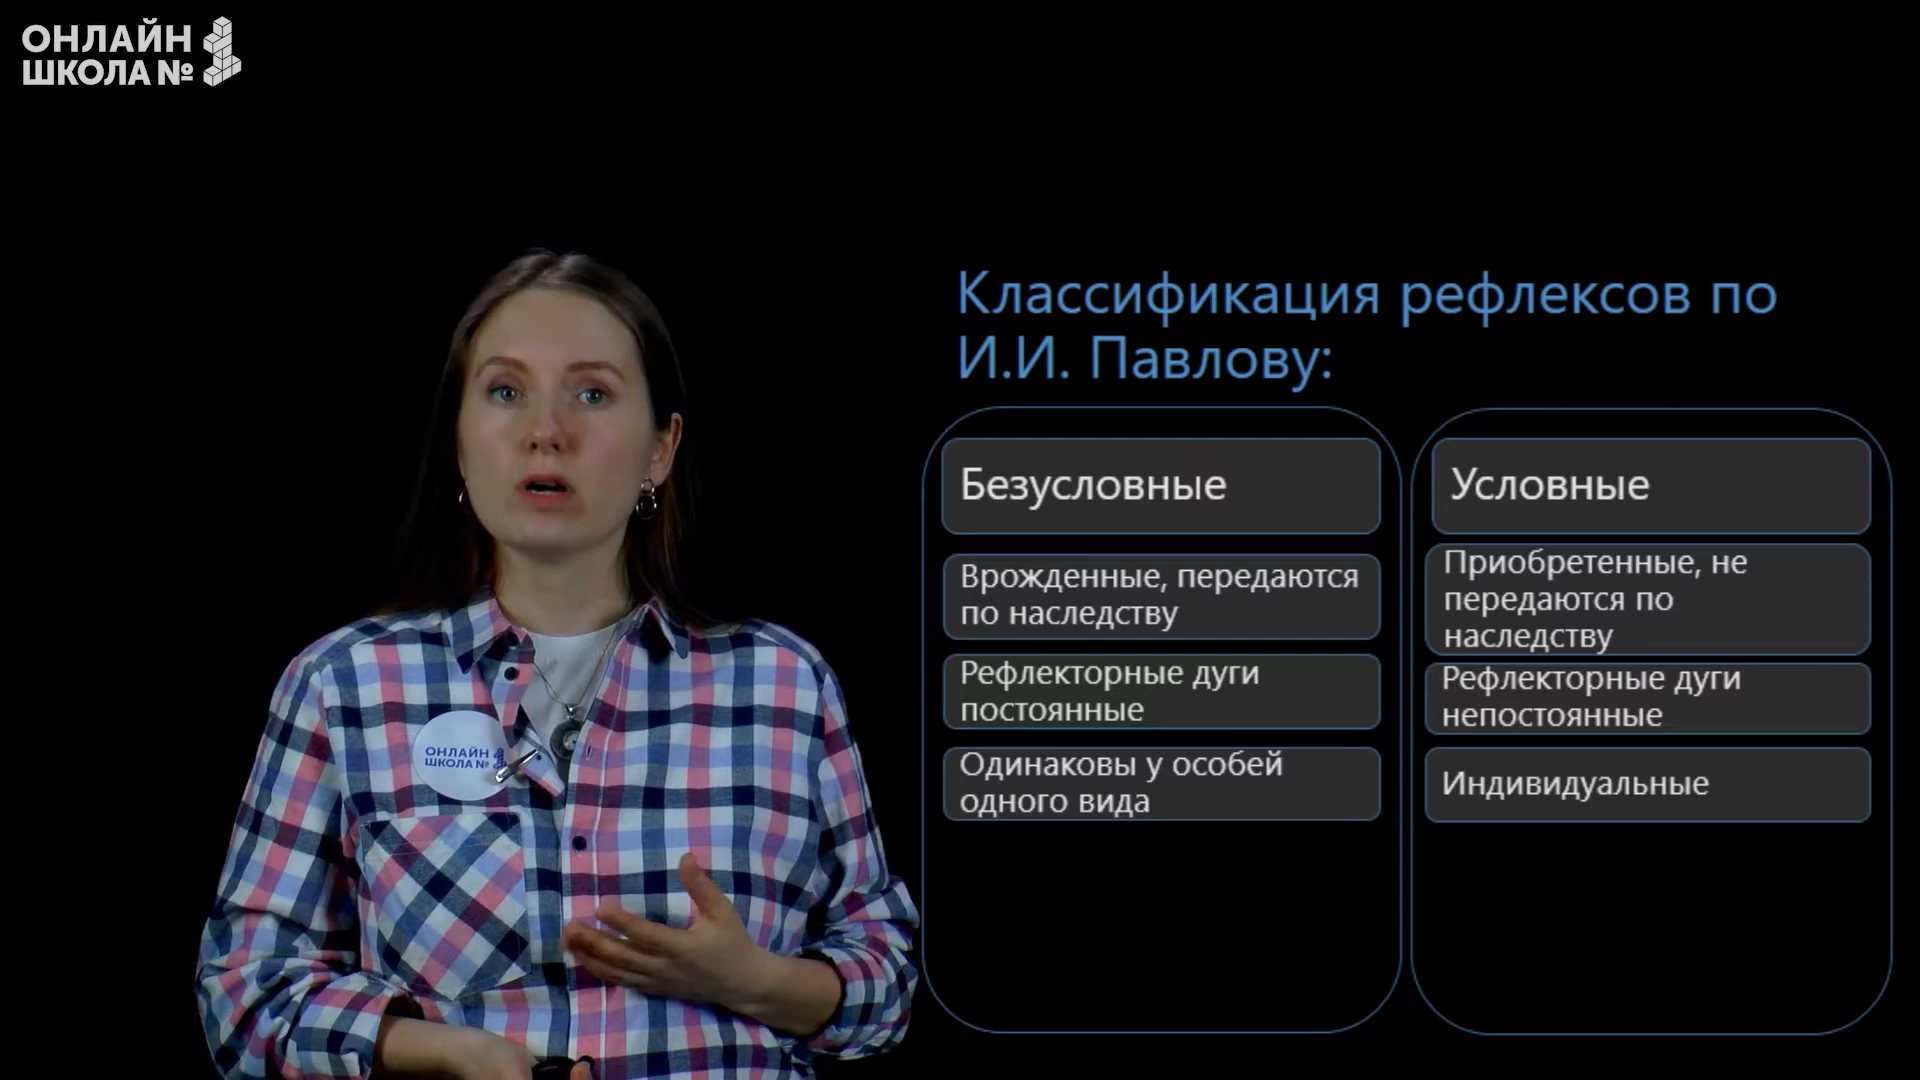 ОНЛАЙН
ШКОЛА №
Классификация рефлексов по
И.И. Павлову:
Безусловные
Врожденные, передаются
по наследству
Рефлекторные дуги
постоянные
Одинаковы у особей
одного вида
Условные
Приобретенные, не
передаются по
наследству
Рефлекторные дуги
непостоянные
Индивидуальные
ОНЛАЙН
ШКОЛА №